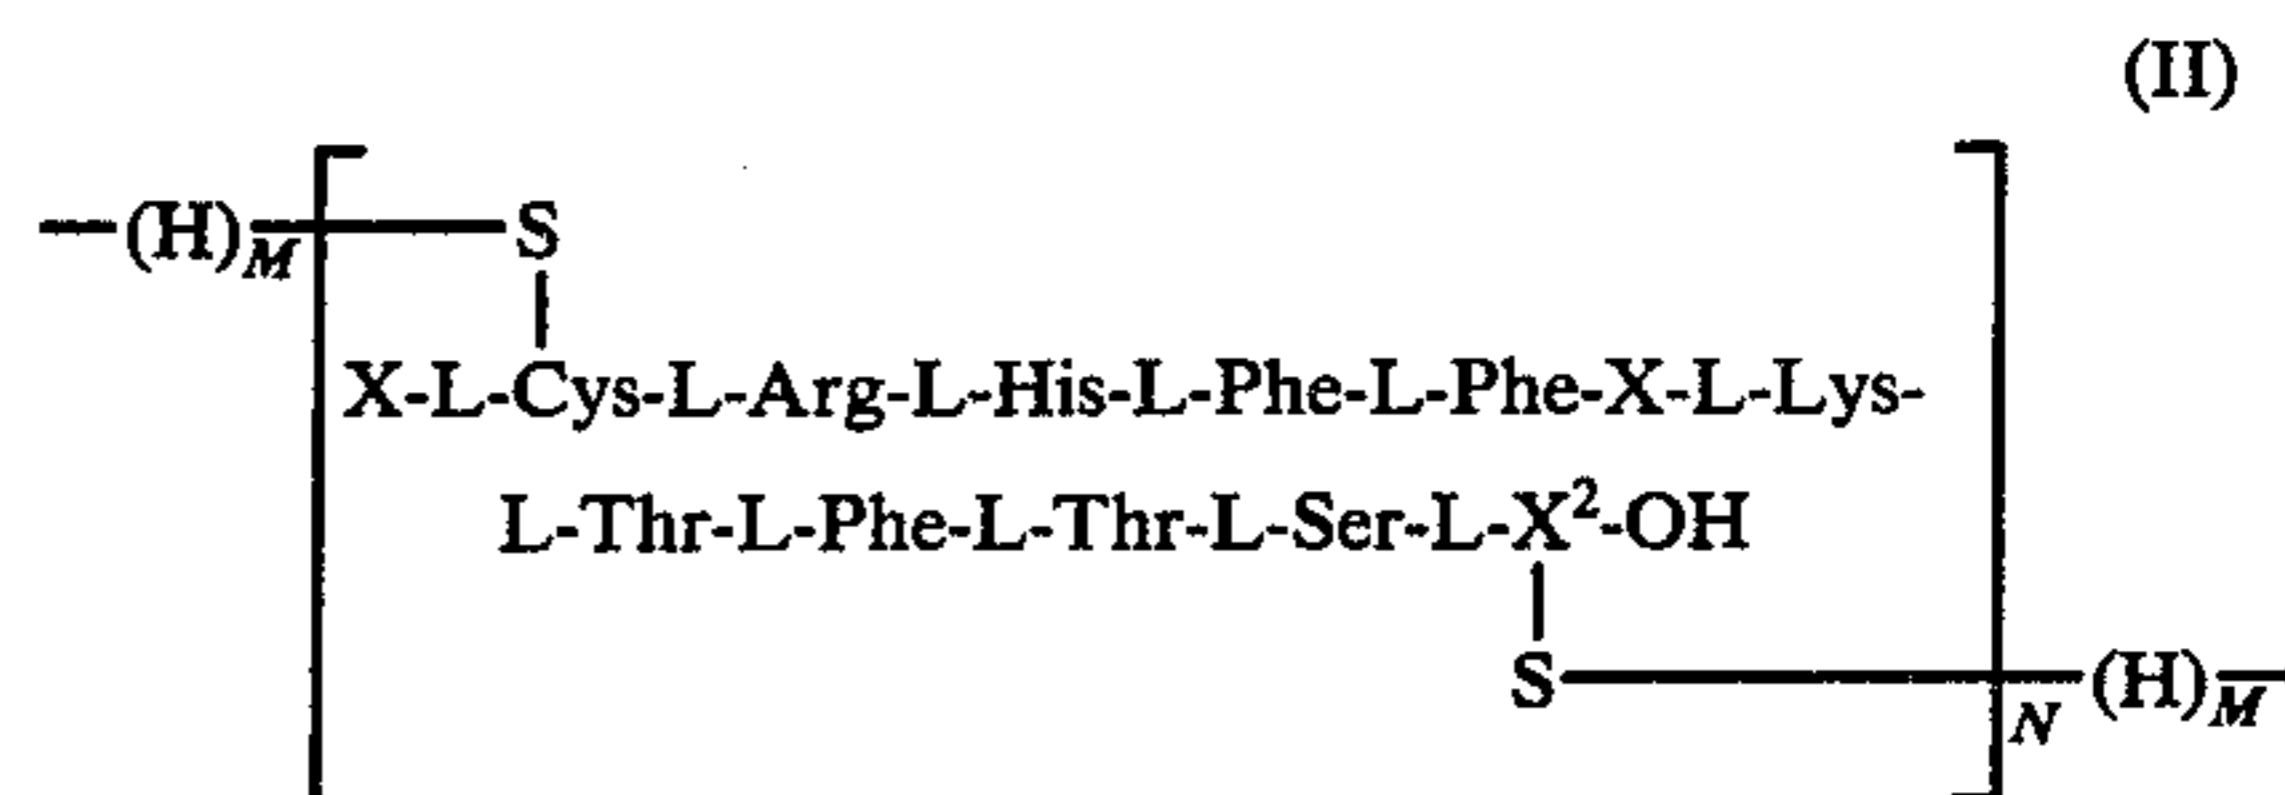 (II)
(H)M S
X-L-Cys-L-Arg-L-His-L-Phe-L-Phe-X-L-Lys-
L-Thr-L-Phe-L-Thr-L-Ser-L-X²-OH
S N (H)M